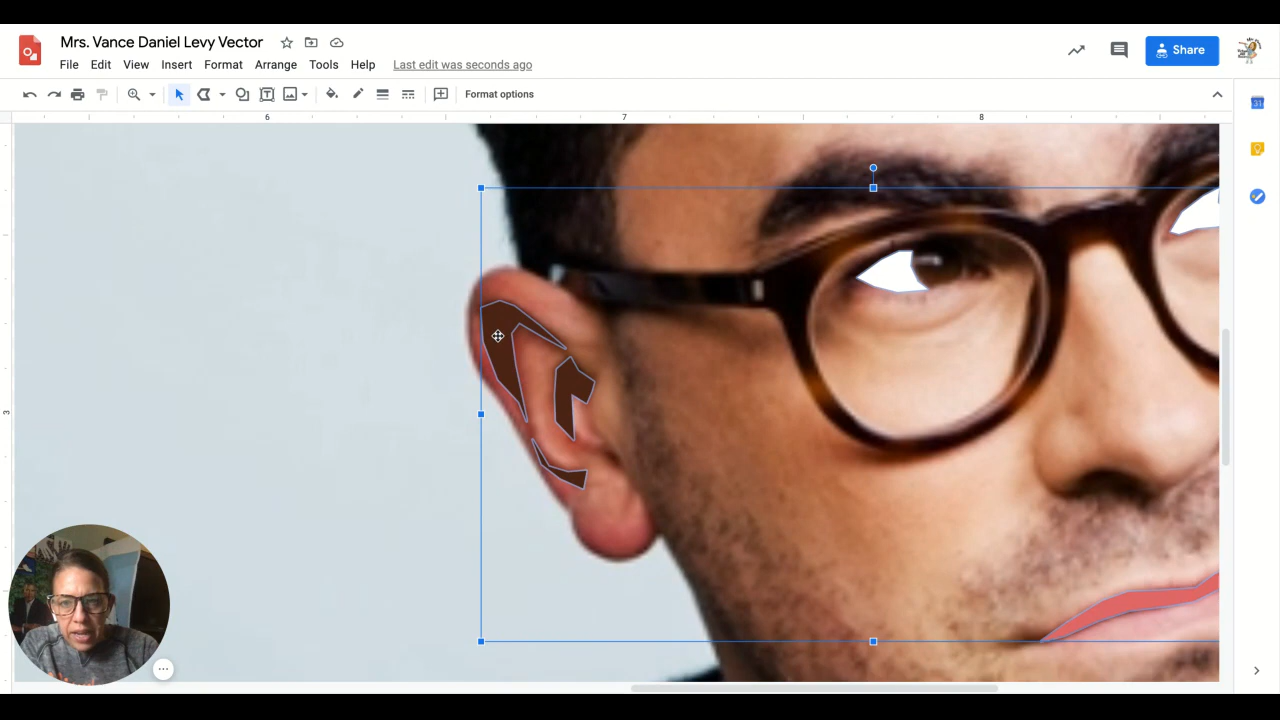 Mrs. Vance Daniel Levy Vector
Share
File Edit View Insert Format Arrange Tools Help Last edit was seconds ago
Format options
31
6 7 8
3